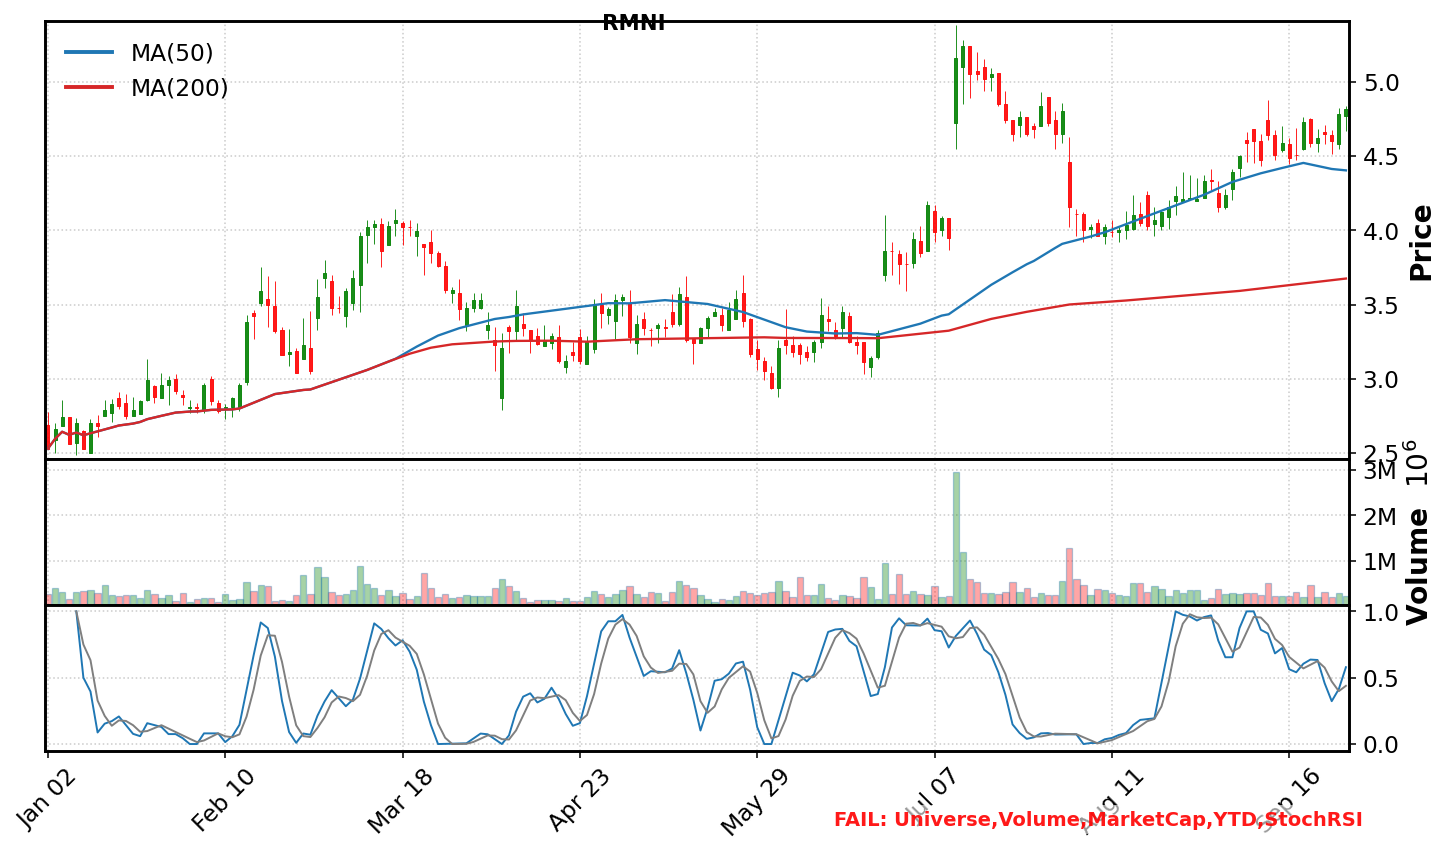 RMNI
MA(50)
MA(200)
5.0
4.5
4.0
3.5
3.0
2.5
Price
10^6
3M
2M
1M
Volume
1.0
0.5
0.0
Jan 02
Feb 10
Mar 18
Apr 23
May 29
Jul 07
Aug 11
Sep 16
FAIL: Universe,Volume,MarketCap,YTD,StochRSI